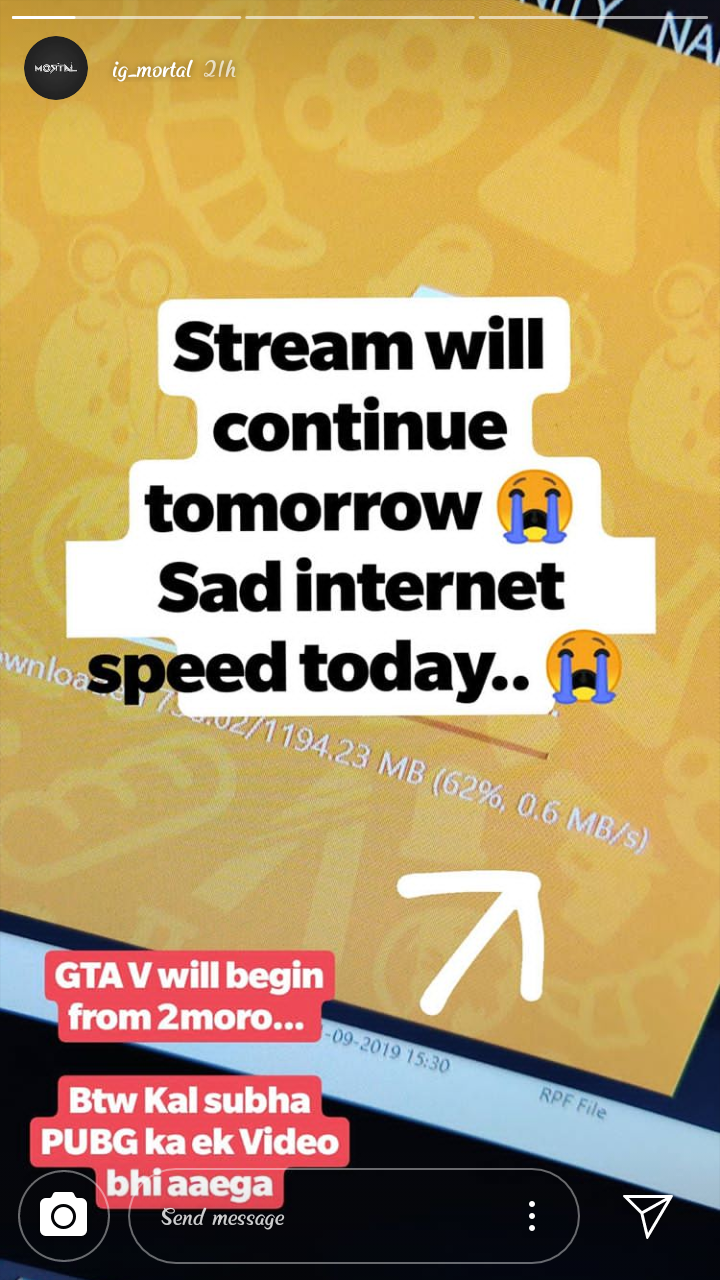 NA
MORTAL
ig_mortal 21h
Stream will
continue
tomorrow 😭
Sad internet
speed today.. 😭
/1194.23 MB (62%, 0.6 MB/s)
GTA V will begin
from 2moro...
-09-2019 15:30
RPF File
Btw Kal subha
PUBG ka ek Video
bhi aaega
Send message